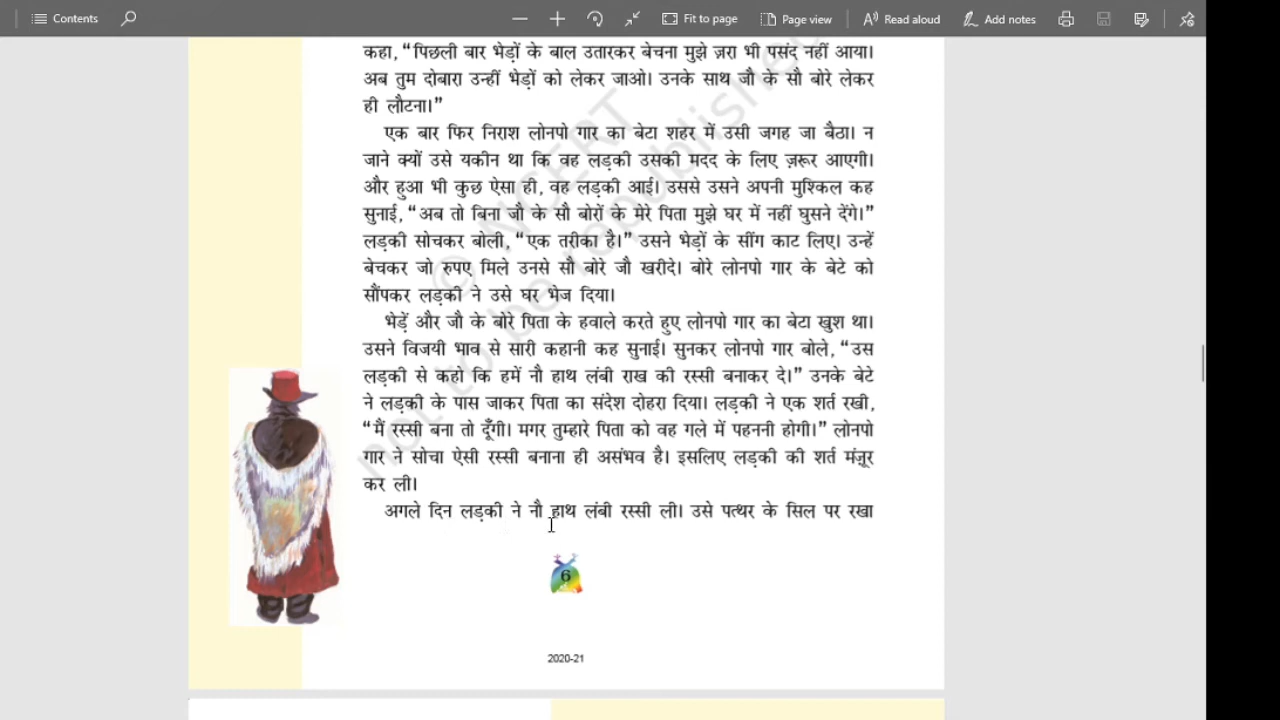 Contents
Fit to page
Page view
Read aloud
Add notes
कहा, “पिछली बार भेड़ों के बाल उतारकर बेचना मुझे ज़रा भी पसंद नहीं आया।
अब तुम दोबारा उन्हीं भेड़ों को लेकर जाओ। उनके साथ जौ के सौ बोरे लेकर
ही लौटना।”
एक बार फिर निराश लोनपो गार का बेटा शहर में उसी जगह जा बैठा। न
जाने क्यों उसे यकीन था कि वह लड़की उसकी मदद के लिए ज़रूर आएगी।
और हुआ भी कुछ ऐसा ही, वह लड़की आई। उससे उसने अपनी मुश्किल कह
सुनाई, “अब तो बिना जौ के सौ बोरों के मेरे पिता मुझे घर में नहीं घुसने देंगे।”
लड़की सोचकर बोली, “एक तरीका है।” उसने भेड़ों के सींग काट लिए। उन्हें
बेचकर जो रुपए मिले उनसे सौ बोरे जौ खरीदे। बोरे लोनपो गार के बेटे को
सौंपकर लड़की ने उसे घर भेज दिया।
भेड़ें और जौ के बोरे पिता के हवाले करते हुए लोनपो गार का बेटा खुश था।
उसने विजयी भाव से सारी कहानी कह सुनाई। सुनकर लोनपो गार बोले, “उस
लड़की से कहो कि हमें नौ हाथ लंबी राख की रस्सी बनाकर दे।” उनके बेटे
ने लड़की के पास जाकर पिता का संदेश दोहरा दिया। लड़की ने एक शर्त रखी,
“मैं रस्सी बना तो दूँगी। मगर तुम्हारे पिता को वह गले में पहननी होगी।” लोनपो
गार ने सोचा ऐसी रस्सी बनाना ही असंभव है। इसलिए लड़की की शर्त मंज़ूर
कर ली।
अगले दिन लड़की ने नौ हाथ लंबी रस्सी ली। उसे पत्थर के सिल पर रखा
6
2020-21
© NCERT
not to be republished